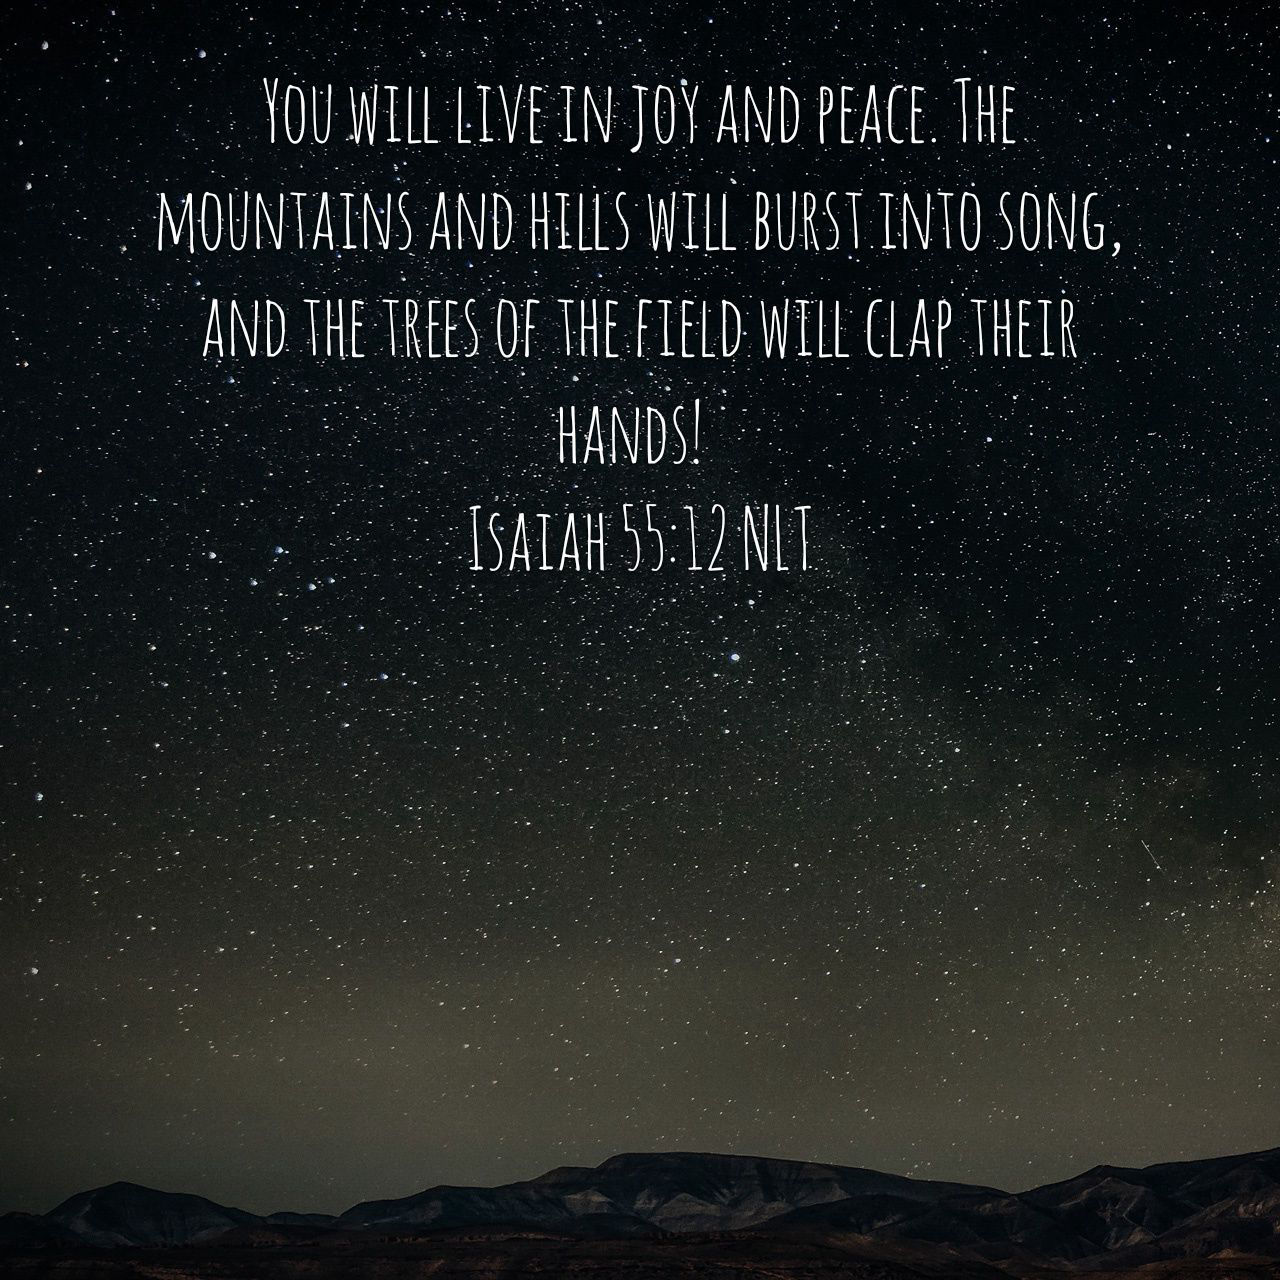 You will live in joy and peace. The
mountains and hills will burst into song,
and the trees of the field will clap their
hands!
Isaiah 55:12 NLT